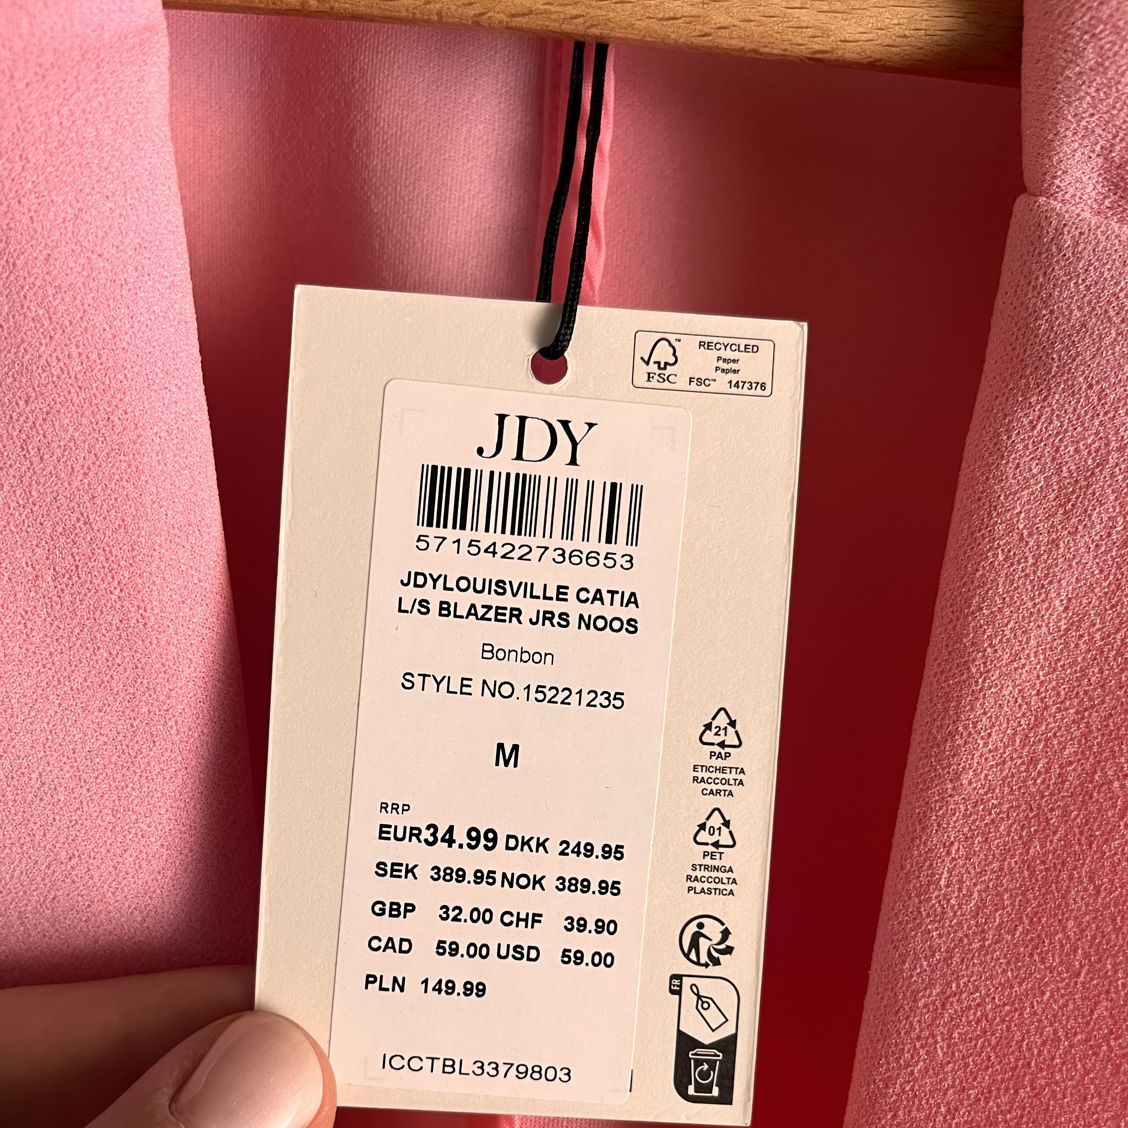 RECYCLED
Paper
Papier
FSC™ 147376
FSC
JDY
5715422736653
JDYLOUISVILLE CATIA
L/S BLAZER JRS NOOS
Bonbon
STYLE NO.15221235
M
RRP
EUR34.99 DKK 249.95
SEK 389.95 NOK 389.95
GBP 32.00 CHF 39.90
CAD 59.00 USD 59.00
PLN 149.99
ICCTBL3379803
21
PAP
ETICHETTA
RACCOLTA
CARTA
01
PET
STRINGA
RACCOLTA
PLASTICA
FR